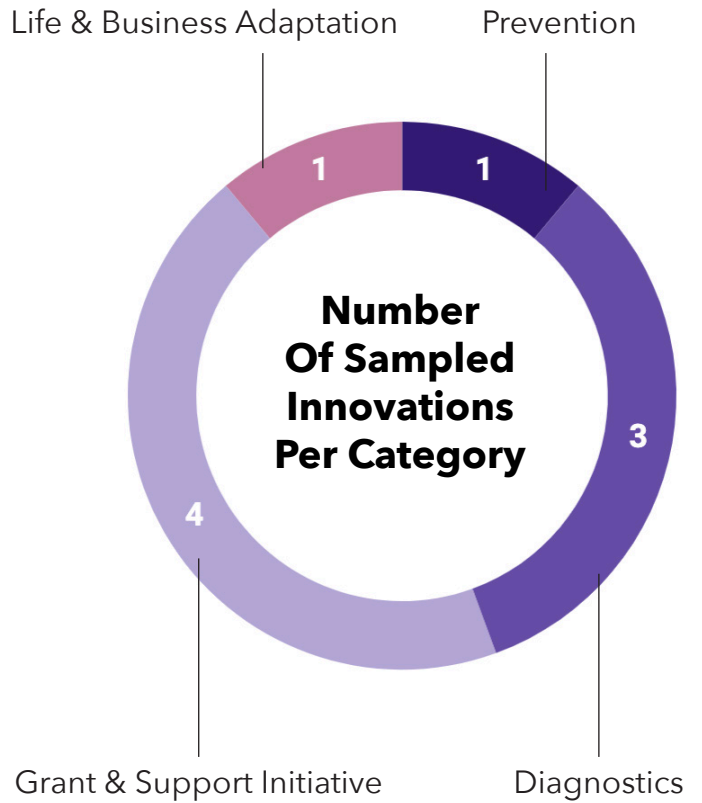 Life & Business Adaptation
Prevention
1
1
Number
Of Sampled
Innovations
Per Category
3
4
Grant & Support Initiative
Diagnostics